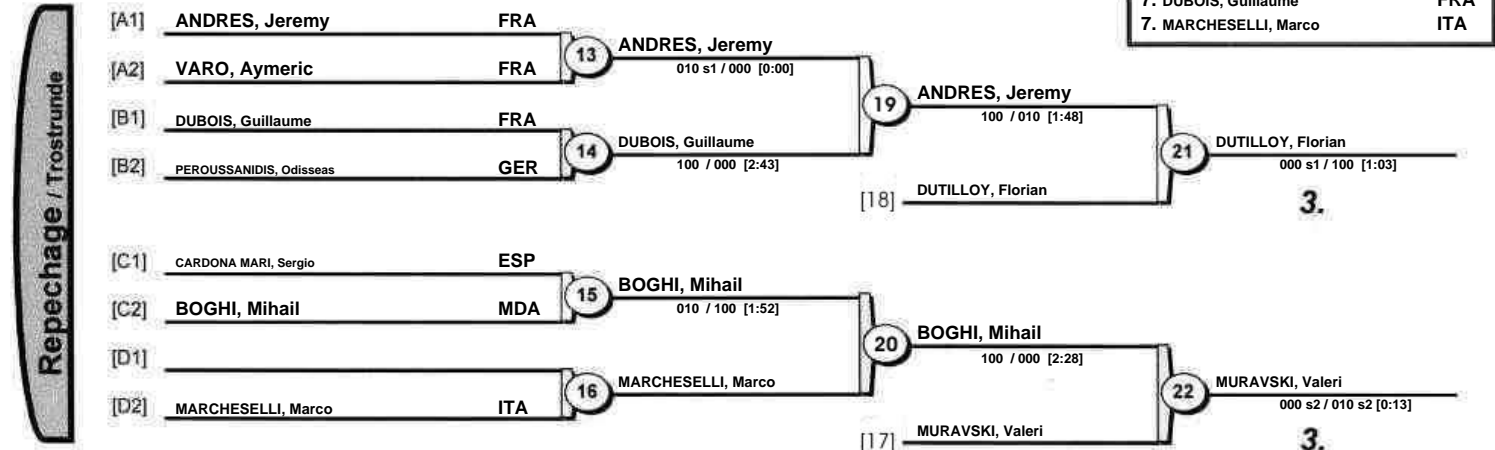 7. DUBOIS, Guillaume FRA
7. MARCHESELLI, Marco ITA
Repechage / Trostrunde
[A1] ANDRES, Jeremy FRA
[A2] VARO, Aymeric FRA
13 ANDRES, Jeremy
010 s1 / 000 [0:00]
[B1] DUBOIS, Guillaume FRA
[B2] PEROUSSANIDIS, Odisseas GER
14 DUBOIS, Guillaume
100 / 000 [2:43]
19 ANDRES, Jeremy
100 / 010 [1:48]
[18] DUTILLOY, Florian
21 DUTILLOY, Florian
000 s1 / 100 [1:03]
3.
[C1] CARDONA MARI, Sergio ESP
[C2] BOGHI, Mihail MDA
15 BOGHI, Mihail
010 / 100 [1:52]
[D1]
[D2] MARCHESELLI, Marco ITA
16 MARCHESELLI, Marco
20 BOGHI, Mihail
100 / 000 [2:28]
[17] MURAVSKI, Valeri
22 MURAVSKI, Valeri
000 s2 / 010 s2 [0:13]
3.